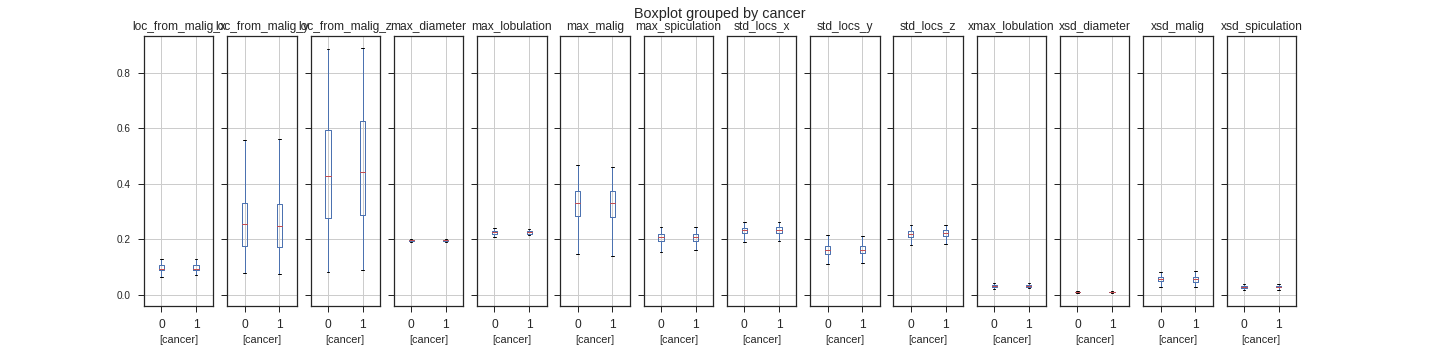 Boxplot grouped by cancer
loc_from_malig_x loc_from_malig_y loc_from_malig_z max_diameter max_lobulation max_malig max_spiculation std_locs_x std_locs_y std_locs_z xmax_lobulation xsd_diameter xsd_malig xsd_spiculation
0.8
0.6
0.4
0.2
0.0
0 1 0 1 0 1 0 1 0 1 0 1 0 1 0 1 0 1 0 1 0 1 0 1 0 1 0 1
[cancer] [cancer] [cancer] [cancer] [cancer] [cancer] [cancer] [cancer] [cancer] [cancer] [cancer] [cancer] [cancer] [cancer]